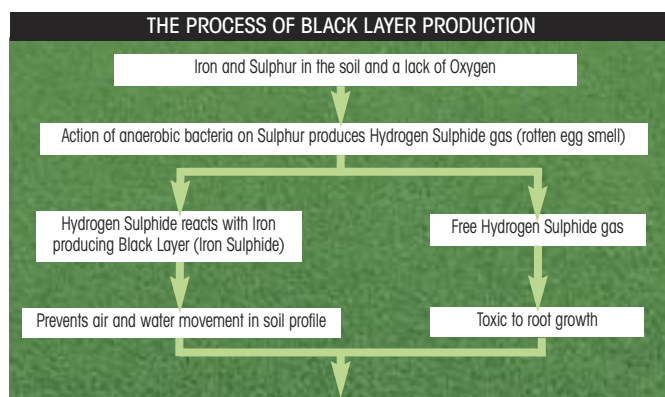 THE PROCESS OF BLACK LAYER PRODUCTION
Iron and Sulphur in the soil and a lack of Oxygen
Action of anaerobic bacteria on Sulphur produces Hydrogen Sulphide gas (rotten egg smell)
Hydrogen Sulphide reacts with Iron
producing Black Layer (Iron Sulphide)
Free Hydrogen Sulphide gas
Prevents air and water movement in soil profile
Toxic to root growth